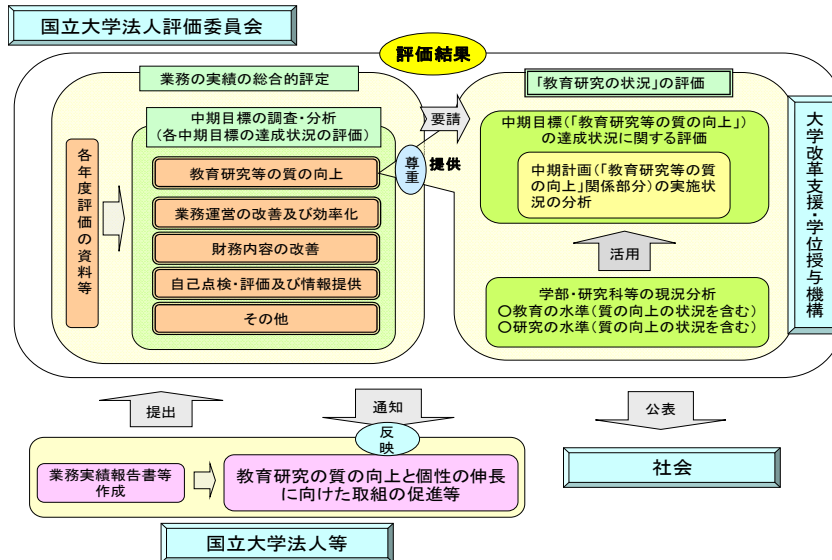 国立大学法人評価委員会
評価結果
業務の実績の総合的評定
中期目標の調査・分析
(各中期目標の達成状況の評価)
各年度評価の資料等
教育研究等の質の向上
業務運営の改善及び効率化
財務内容の改善
自己点検・評価及び情報提供
その他
要請
尊重
提供
「教育研究の状況」の評価
中期目標(「教育研究等の質の向上」)
の達成状況に関する評価
中期計画(「教育研究等の質
の向上」関係部分)の実施状
況の分析
活用
学部・研究科等の現況分析
○教育の水準(質の向上の状況を含む)
○研究の水準(質の向上の状況を含む)
大学改革支援・学位授与機構
提出
通知
公表
反映
業務実績報告書等
作成
教育研究の質の向上と個性の伸長
に向けた取組の促進等
社会
国立大学法人等